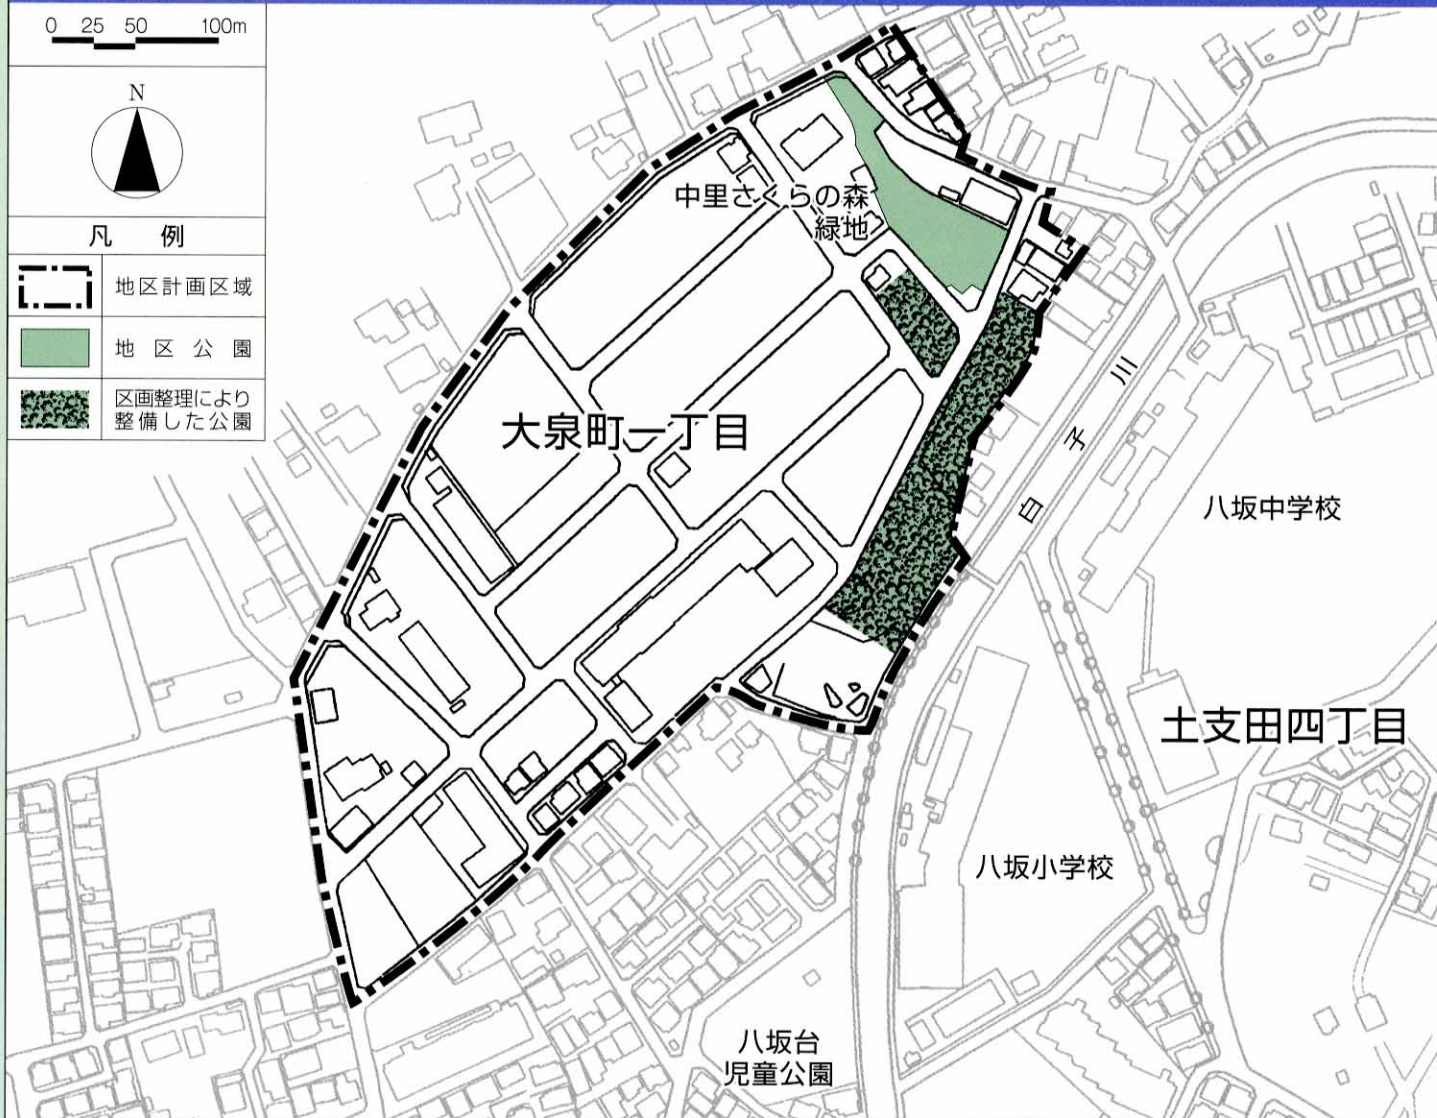 0 25 50 100m
N
凡 例
地区計画区域
地区公園
区画整理により
整備した公園
中里さくらの森
緑地
大泉町一丁目
白子川
八坂中学校
土支田四丁目
八坂小学校
八坂台
児童公園